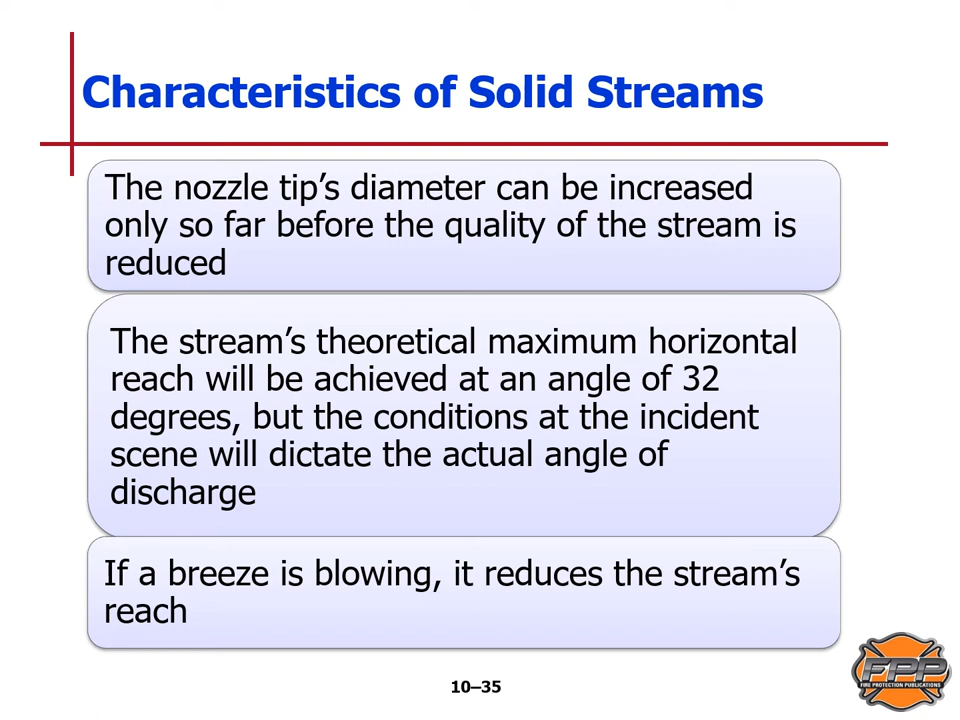 Characteristics of Solid Streams
The nozzle tip’s diameter can be increased
only so far before the quality of the stream is
reduced
The stream’s theoretical maximum horizontal
reach will be achieved at an angle of 32
degrees, but the conditions at the incident
scene will dictate the actual angle of
discharge
If a breeze is blowing, it reduces the stream’s
reach
10–35
FPP
FIRE PROTECTION PUBLICATIONS